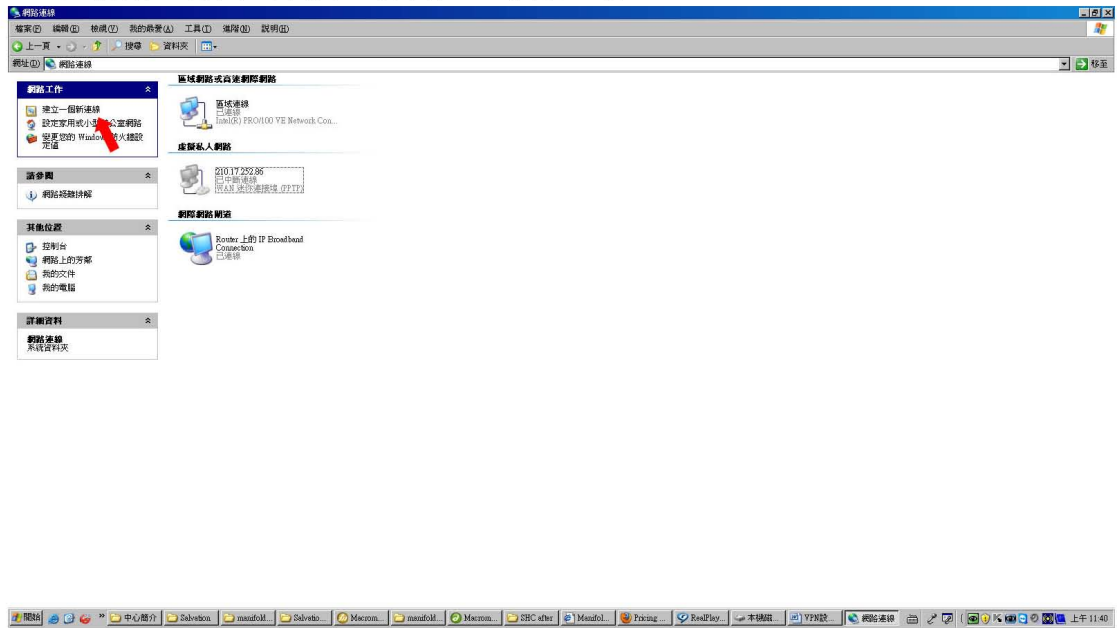 網路連線
檔案(F) 編輯(E) 檢視(V) 我的最愛(A) 工具(T) 進階(N) 說明(H)
上一頁 搜尋 資料夾
網址(D) 網路連線 移至
網路工作
建立一個新連線
設定家用或小型辦公室網路
變更您的 Windows 防火牆設
定值
請參閱
網路疑難排解
其他位置
控制台
網路上的芳鄰
我的文件
我的電腦
詳細資料
網路連線
系統資料夾
區域網路或高速網際網路
區域連線
已連線
Intel(R) PRO/100 VE Network Con...
虛擬私人網路
210.17.252.86
已中斷連線
WAN 迷你連接埠 (PPTP)
網際網路閘道
Router 上的 IP Broadband
Connection
已連線
開始 » 中心簡介 Salvation manifold... Salvatio... Macrom... manifold... Macrom... SHC after Manifol... Pricing ... RealPlay... 本機磁... VPN設... 網路連線 上午 11:40